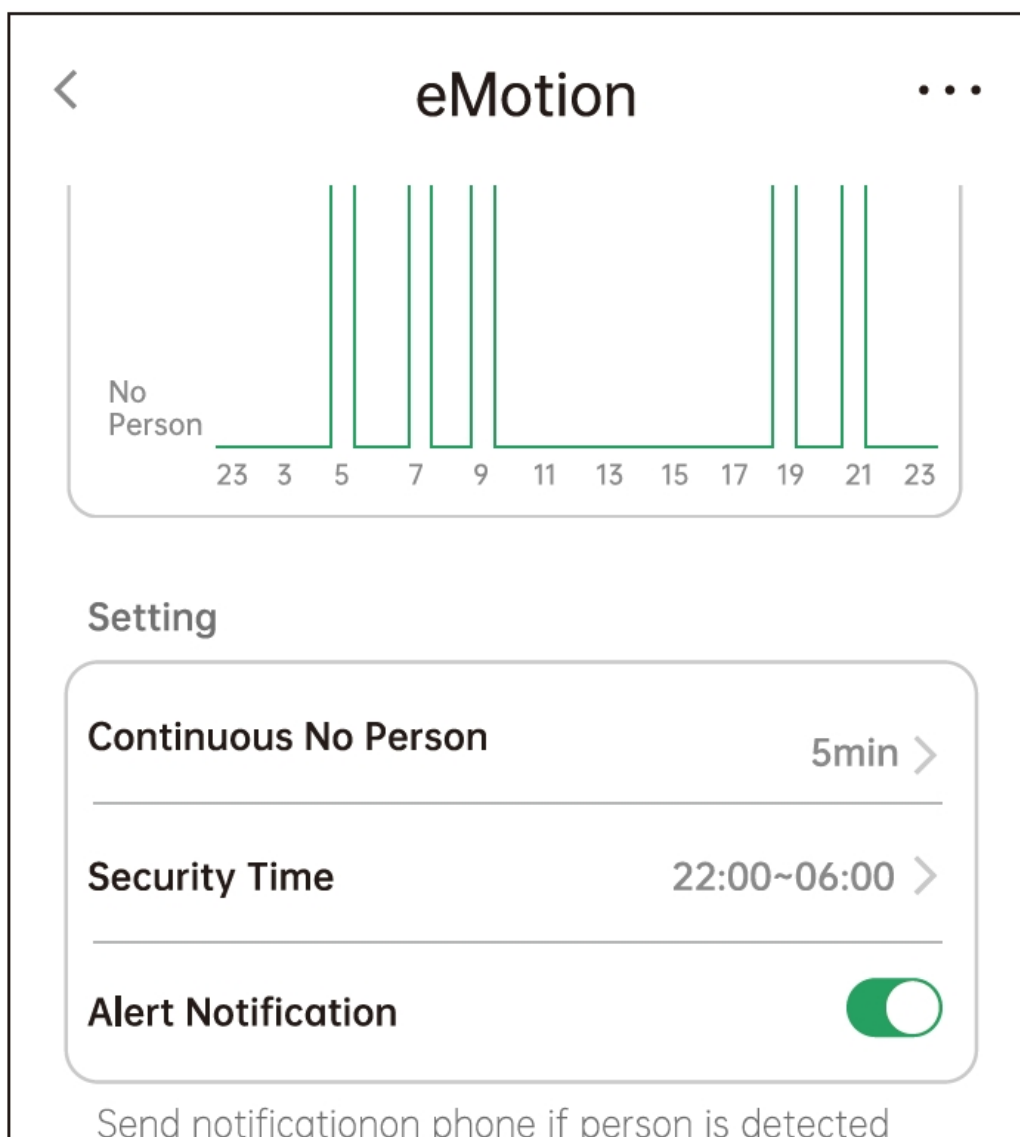 eMotion
No
Person
23 3 5 7 9 11 13 15 17 19 21 23
Setting
Continuous No Person
5min
Security Time 22:00~06:00
Alert Notification
Send notificationon phone if person is detected